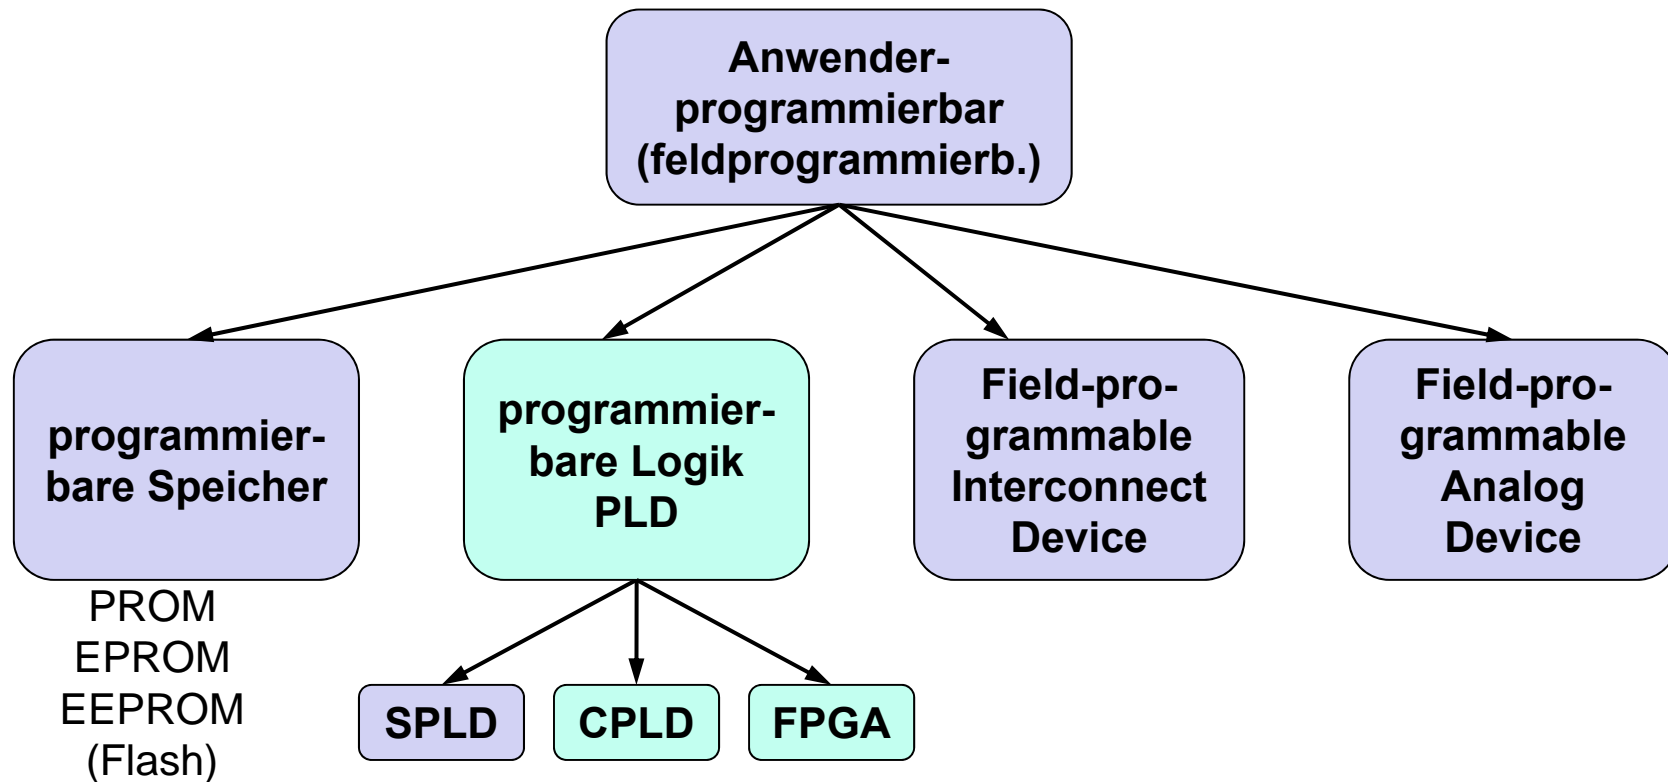 Anwender-
programmierbar
(feldprogrammierb.)
programmier-
bare Speicher
programmier-
bare Logik
PLD
Field-pro-
grammable
Interconnect
Device
Field-pro-
grammable
Analog
Device
PROM
EPROM
EEPROM
(Flash)
SPLD
CPLD
FPGA